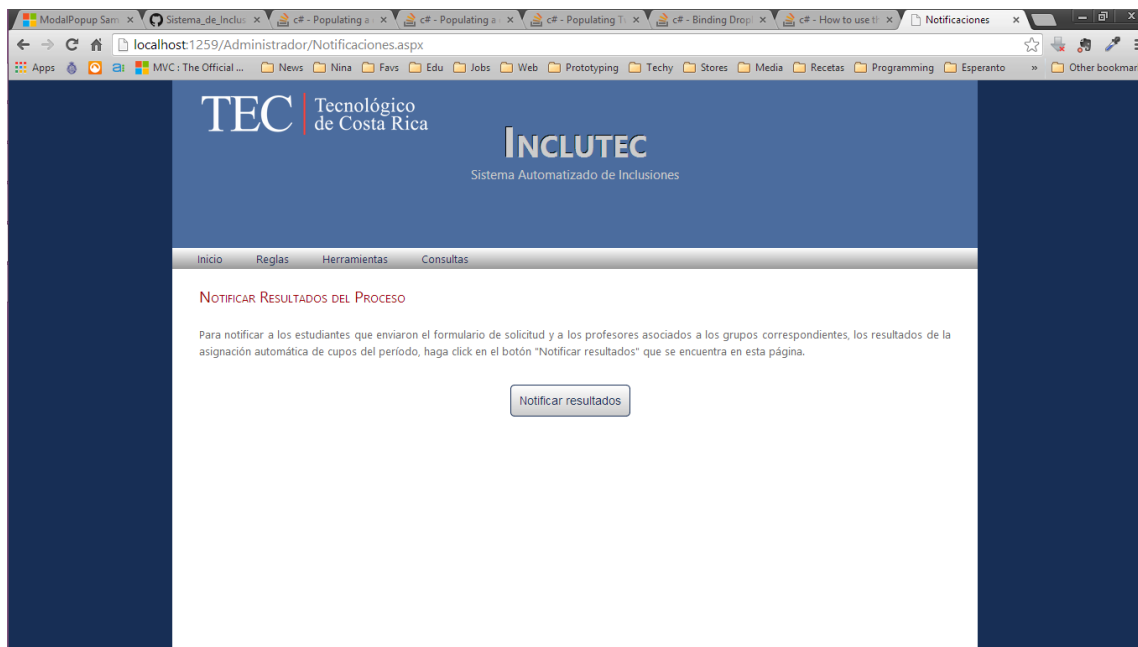 ModalPopup Sam
Sistema_de_Inclus
c# - Populating a
c# - Populating a
c# - Populating T
c# - Binding Drop
c# - How to use th
Notificaciones
localhost:1259/Administrador/Notificaciones.aspx
Apps
MVC : The Official ...
News
Nina
Favs
Edu
Jobs
Web
Prototyping
Techy
Stores
Media
Recetas
Programming
Esperanto
»
Other bookmar
TEC
Tecnológico
de Costa Rica
INCLUTEC
Sistema Automatizado de Inclusiones
Inicio Reglas Herramientas Consultas
NOTIFICAR RESULTADOS DEL PROCESO
Para notificar a los estudiantes que enviaron el formulario de solicitud y a los profesores asociados a los grupos correspondientes, los resultados de la
asignación automática de cupos del período, haga click en el botón "Notificar resultados" que se encuentra en esta página.
Notificar resultados